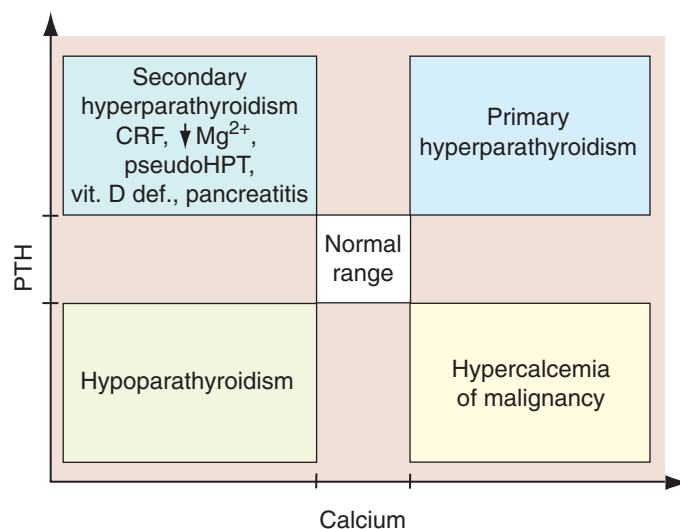 Secondary
hyperparathyroidism
CRF, ↓Mg²⁺,
pseudoHPT,
vit. D def., pancreatitis
Primary
hyperparathyroidism
Normal
range
PTH
Hypoparathyroidism
Hypercalcemia
of malignancy
Calcium